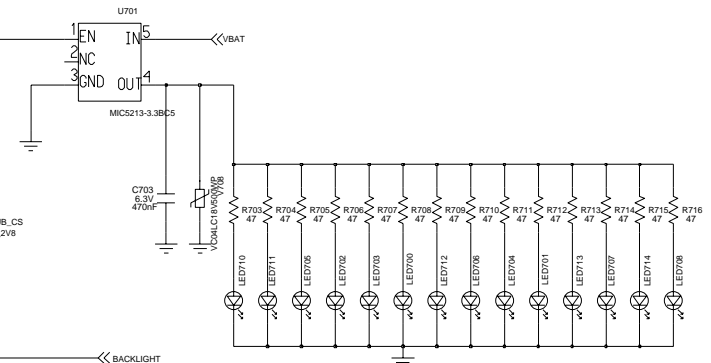 U701
1 EN IN 5
2 NC
3 GND OUT 4
VBAT
MIC5213-3.3BC5
C703
6.3V
470nF
VC04LC18V500WP
V708
JB_CS
2V8
R703 R704 R705 R706 R707 R708 R709 R710 R711 R712 R713 R714 R715 R716
47 47 47 47 47 47 47 47 47 47 47 47 47 47
LED710 LED711 LED705 LED702 LED703 LED700 LED712 LED706 LED704 LED701 LED713 LED707 LED714 LED708
BACKLIGHT